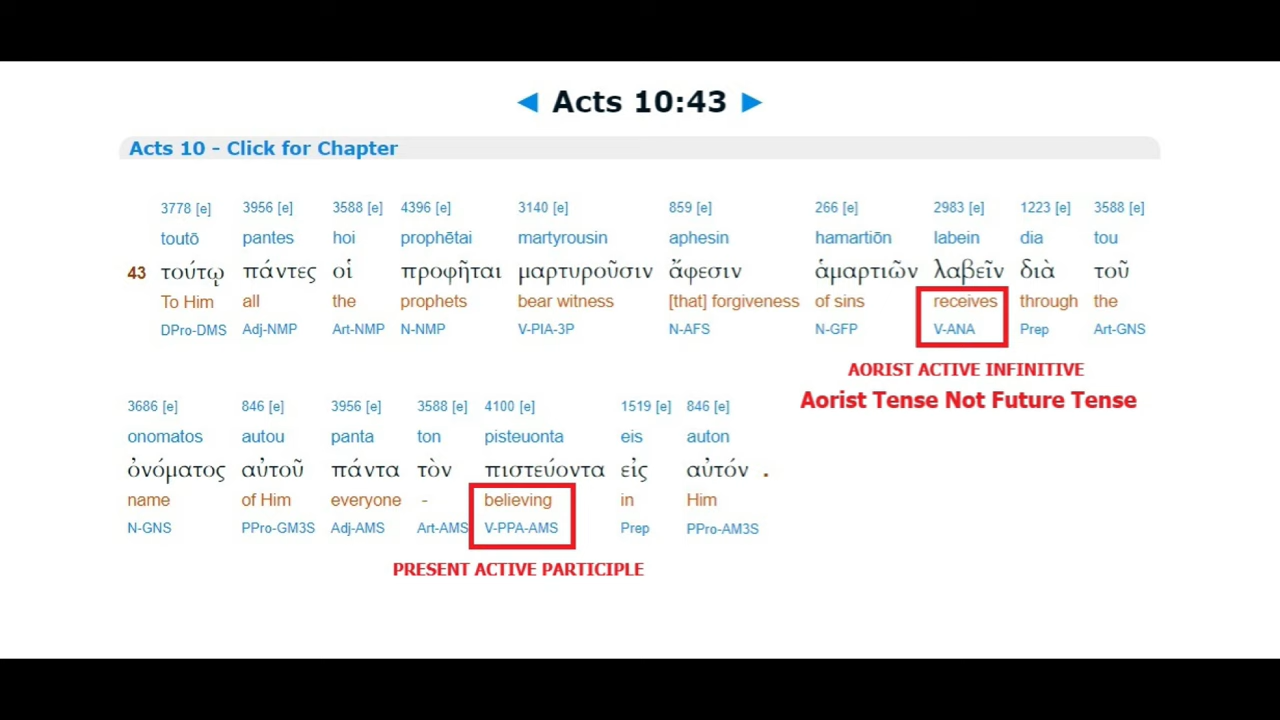 ◄ Acts 10:43 ►
Acts 10 - Click for Chapter
3778 [e] 3956 [e] 3588 [e] 4396 [e] 3140 [e] 859 [e] 266 [e] 2983 [e] 1223 [e] 3588 [e]
toutō pantes hoi prophētai martyrousin aphesin hamartiōn labein dia tou
43 τούτῳ πάντες οἱ προφῆται μαρτυροῦσιν ἄφεσιν ἁμαρτιῶν λαβεῖν διὰ τοῦ
To Him all the prophets bear witness [that] forgiveness of sins receives through the
DPro-DMS Adj-NMP Art-NMP N-NMP V-PIA-3P N-AFS N-GFP V-ANA Prep Art-GNS
AORIST ACTIVE INFINITIVE
Aorist Tense Not Future Tense
3686 [e] 846 [e] 3956 [e] 3588 [e] 4100 [e] 1519 [e] 846 [e]
onomatos autou panta ton pisteuonta eis auton
ὀνόματος αὐτοῦ πάντα τὸν πιστεύοντα εἰς αὐτόν .
name of Him everyone - believing in Him
N-GNS PPro-GM3S Adj-AMS Art-AMS V-PPA-AMS Prep PPro-AM3S
PRESENT ACTIVE PARTICIPLE